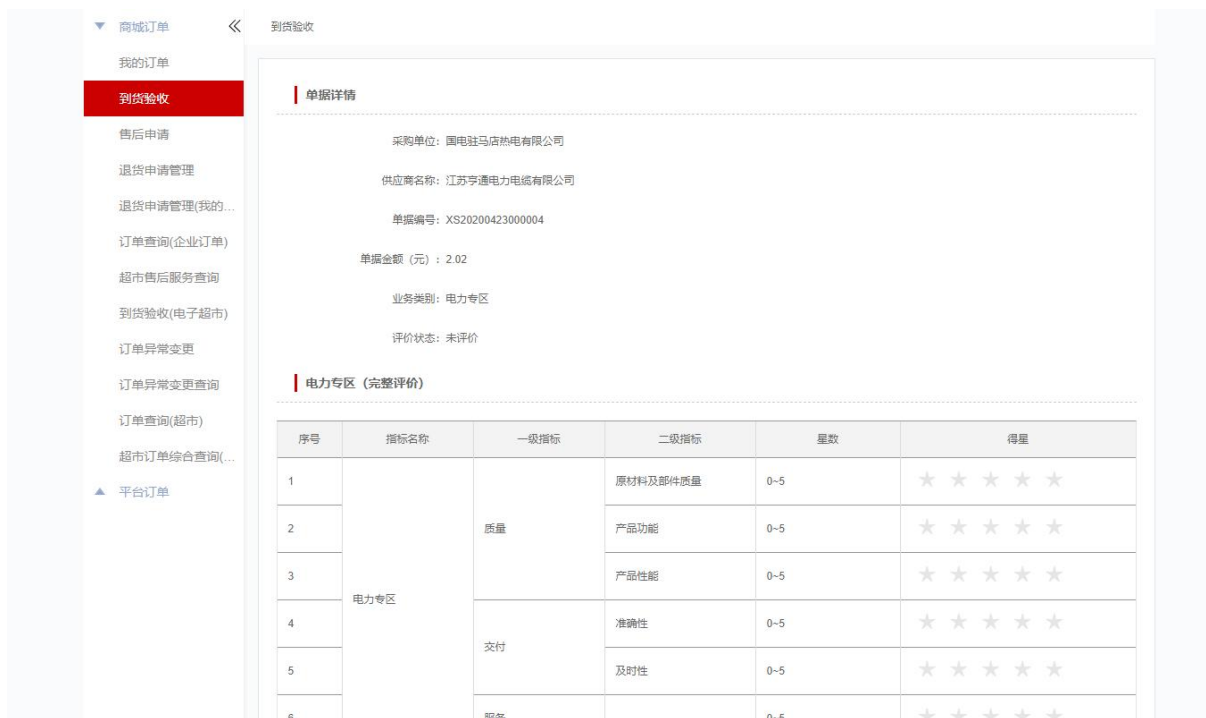 商城订单
我的订单
到货验收
售后申请
退货申请管理
退货申请管理(我的...
订单查询(企业订单)
超市售后服务查询
到货验收(电子超市)
订单异常变更
订单异常变更查询
订单查询(超市)
超市订单综合查询(...
平台订单
到货验收
单据详情
采购单位: 国电驻马店热电有限公司
供应商名称: 江苏亨通电力电缆有限公司
单据编号: XS20200423000004
单据金额（元）: 2.02
业务类别: 电力专区
评价状态: 未评价
电力专区（完整评价）
序号 指标名称 一级指标 二级指标 星数 得星
1 电力专区 质量 原材料及部件质量 0~5
2 产品功能 0~5
3 产品性能 0~5
4 交付 准确性 0~5
5 及时性 0~5
6 服务 0~5